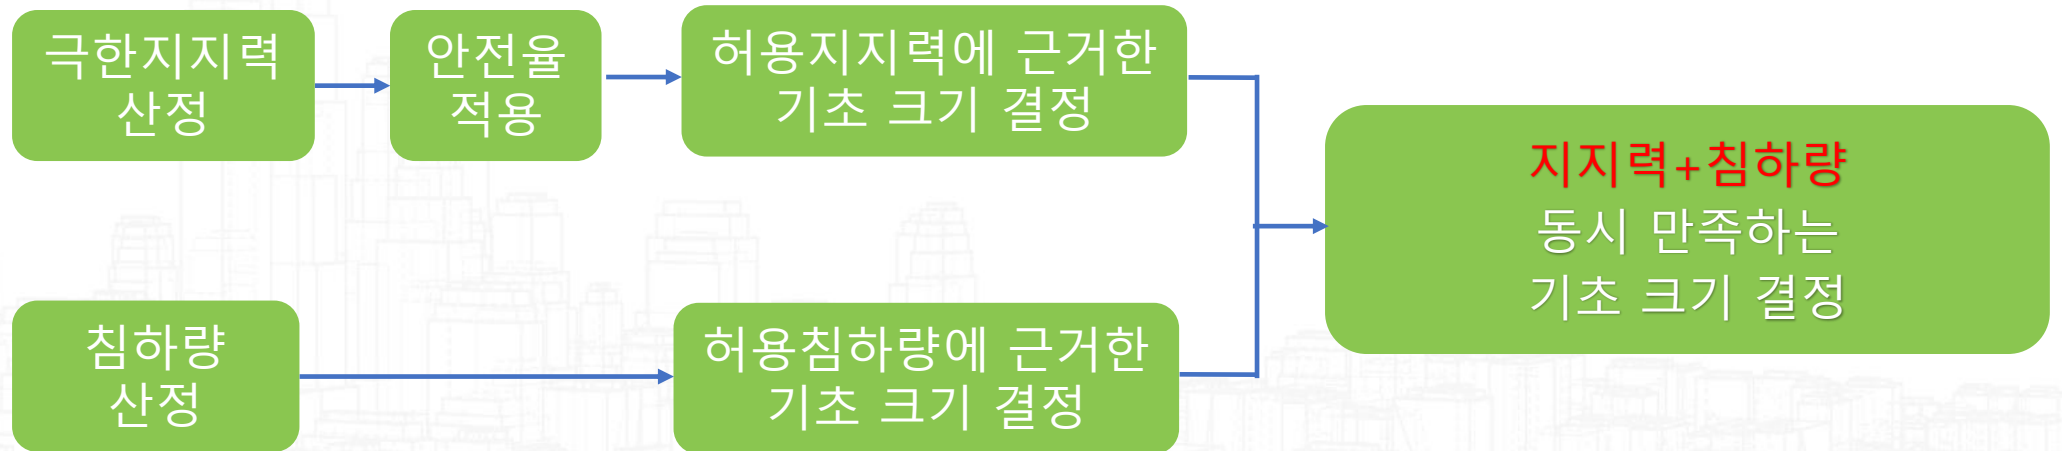 극한지지력
산정
안전율
적용
허용지지력에 근거한
기초 크기 결정
지지력+침하량
동시 만족하는
기초 크기 결정
침하량
산정
허용침하량에 근거한
기초 크기 결정